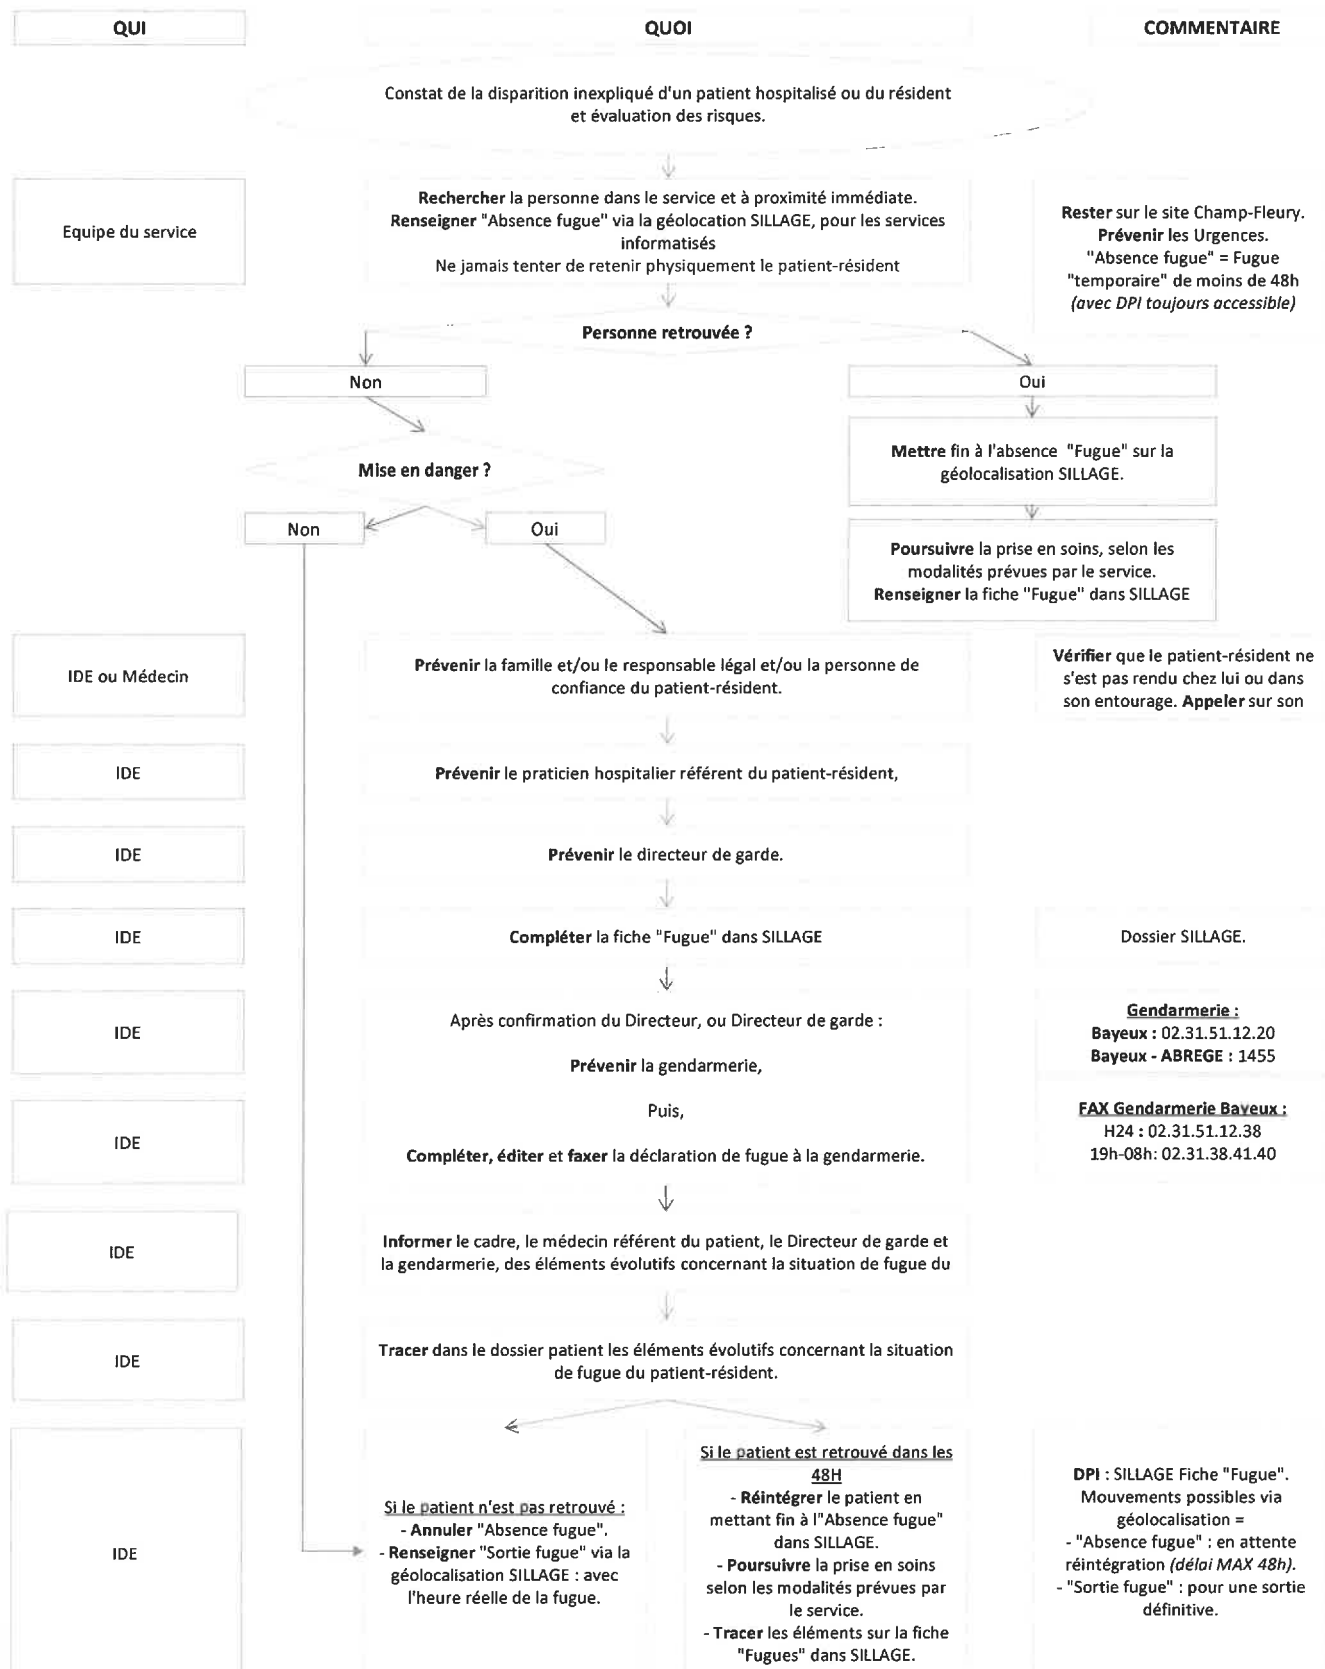 QUI
QUOI
COMMENTAIRE
Constat de la disparition inexpliqué d'un patient hospitalisé ou du résident
et évaluation des risques.
Equipe du service
Rechercher la personne dans le service et à proximité immédiate.
Renseigner "Absence fugue" via la géolocation SILLAGE, pour les services
informatisés
Ne jamais tenter de retenir physiquement le patient-résident
Rester sur le site Champ-Fleury.
Prévenir les Urgences.
"Absence fugue" = Fugue
"temporaire" de moins de 48h
(avec DPI toujours accessible)
Personne retrouvée ?
Non
Oui
Mettre fin à l'absence "Fugue" sur la
géolocalisation SILLAGE.
Mise en danger ?
Non
Oui
Poursuivre la prise en soins, selon les
modalités prévues par le service.
Renseigner la fiche "Fugue" dans SILLAGE
IDE ou Médecin
Prévenir la famille et/ou le responsable légal et/ou la personne de
confiance du patient-résident.
Vérifier que le patient-résident ne
s'est pas rendu chez lui ou dans
son entourage. Appeler sur son
IDE
Prévenir le praticien hospitalier référent du patient-résident,
IDE
Prévenir le directeur de garde.
IDE
Compléter la fiche "Fugue" dans SILLAGE
Dossier SILLAGE.
IDE
Après confirmation du Directeur, ou Directeur de garde :
Prévenir la gendarmerie,
Gendarmerie :
Bayeux : 02.31.51.12.20
Bayeux - ABREGE : 1455
IDE
Puis,
Compléter, éditer et faxer la déclaration de fugue à la gendarmerie.
FAX Gendarmerie Bayeux :
H24 : 02.31.51.12.38
19h-08h: 02.31.38.41.40
IDE
Informer le cadre, le médecin référent du patient, le Directeur de garde et
la gendarmerie, des éléments évolutifs concernant la situation de fugue du
IDE
Tracer dans le dossier patient les éléments évolutifs concernant la situation
de fugue du patient-résident.
IDE
Si le patient n'est pas retrouvé :
- Annuler "Absence fugue".
- Renseigner "Sortie fugue" via la
géolocalisation SILLAGE : avec
l'heure réelle de la fugue.
Si le patient est retrouvé dans les
48H
- Réintégrer le patient en
mettant fin à l'"Absence fugue"
dans SILLAGE.
- Poursuivre la prise en soins
selon les modalités prévues par
le service.
- Tracer les éléments sur la fiche
"Fugues" dans SILLAGE.
DPI : SILLAGE Fiche "Fugue".
Mouvements possibles via
géolocalisation =
- "Absence fugue" : en attente
réintégration (délai MAX 48h).
- "Sortie fugue" : pour une sortie
définitive.